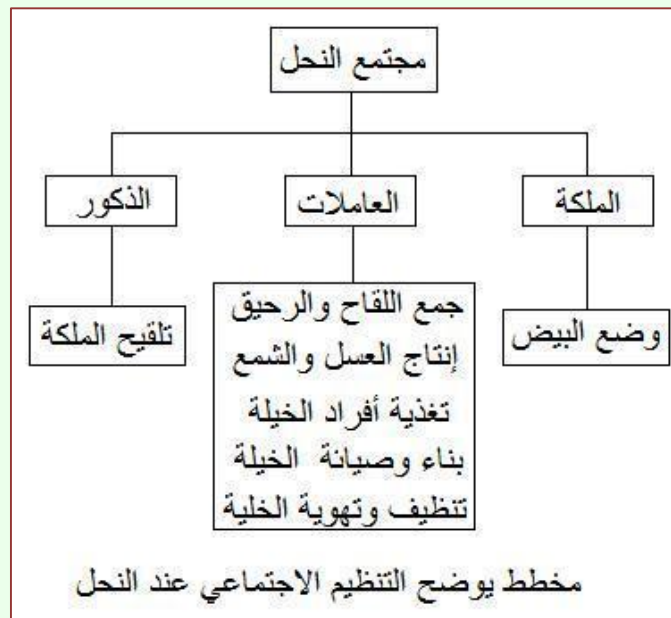 مجتمع النحل
الملكة
العاملات
الذكور
وضع البيض
جمع اللقاح والرحيق
إنتاج العسل والشمع
تغذية أفراد الخيلة
بناء وصيانة الخيلة
تنظيف وتهوية الخلية
تلقيح الملكة
مخطط يوضح التنظيم الاجتماعي عند النحل